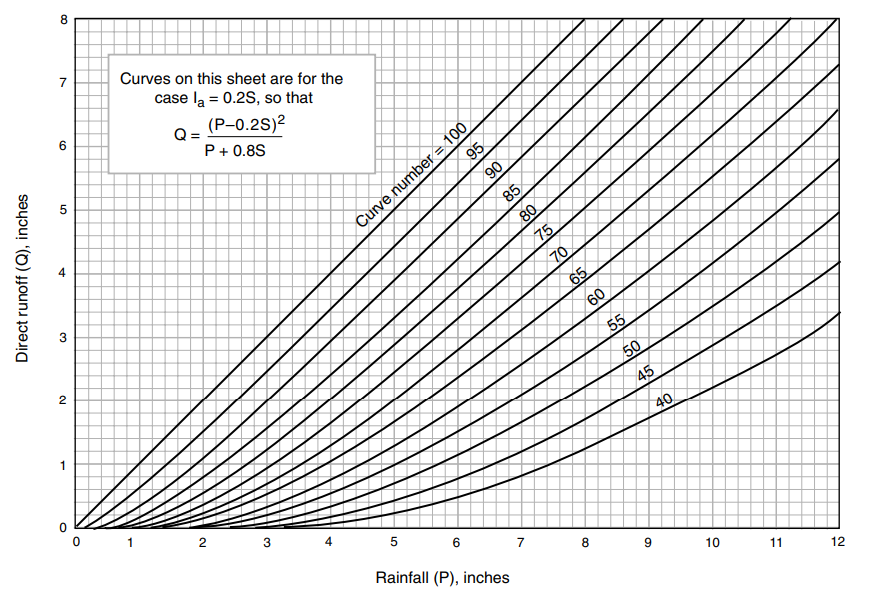 Curves on this sheet are for the
case Iₐ = 0.2S, so that
Q = (P–0.2S)²
P + 0.8S
Curve number = 100
95
90
85
80
75
70
65
60
55
50
45
40
8
7
6
5
4
3
2
1
0
Direct runoff (Q), inches
0 1 2 3 4 5 6 7 8 9 10 11 12
Rainfall (P), inches